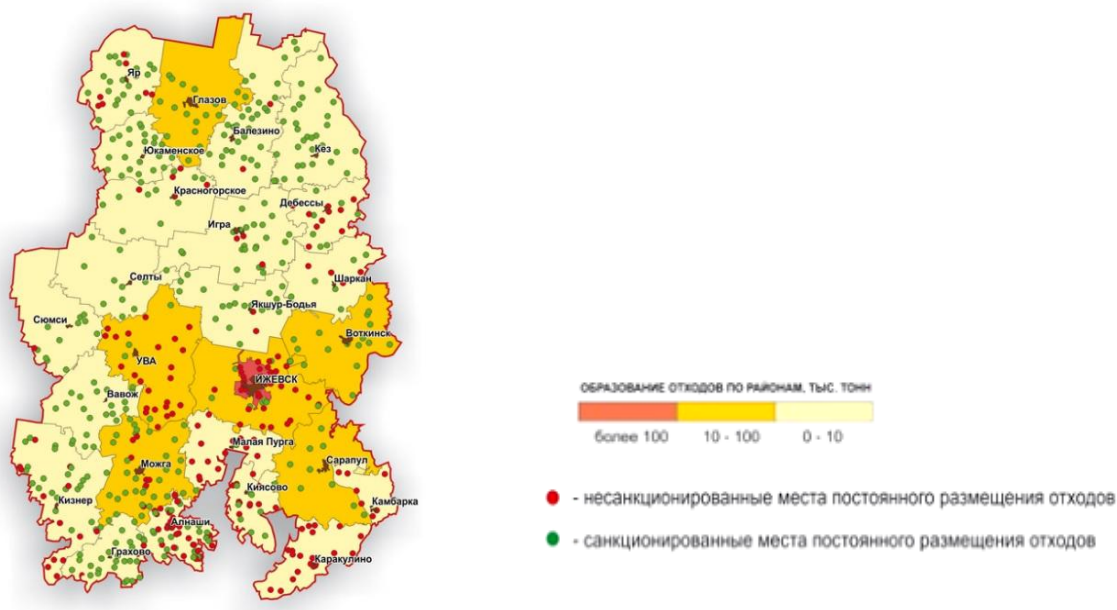 Яр
Глазов
Балезино
Юкаменское
Кез
Красногорское
Дебессы
Игра
Селты
Шаркан
Якшур-Бодья
Сюмси
Воткинск
УВА
ИЖЕВСК
Вавож
Малая Пурга
Можга
Сарапул
Киясово
Кизнер
Камбарка
Алнаши
Грахово
Каракулино
ОБРАЗОВАНИЕ ОТХОДОВ ПО РАЙОНАМ, ТЫС. ТОНН
более 100 10 - 100 0 - 10
- несанкционированные места постоянного размещения отходов
- санкционированные места постоянного размещения отходов